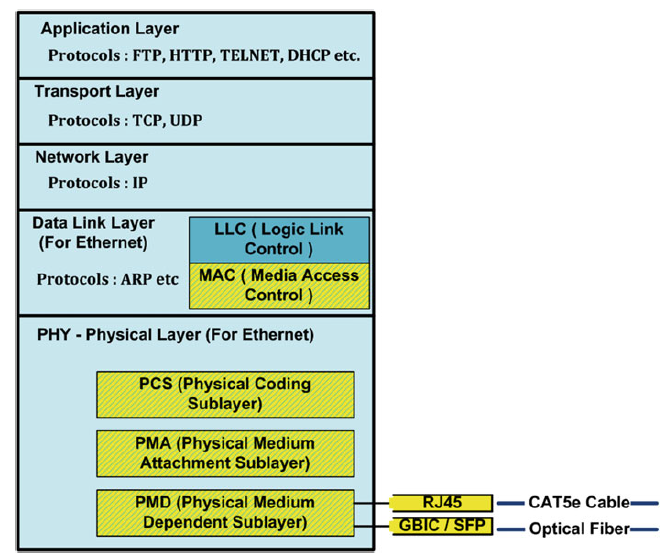 Application Layer
Protocols : FTP, HTTP, TELNET, DHCP etc.
Transport Layer
Protocols : TCP, UDP
Network Layer
Protocols : IP
Data Link Layer
(For Ethernet)
Protocols : ARP etc
LLC ( Logic Link
Control )
MAC ( Media Access
Control )
PHY - Physical Layer (For Ethernet)
PCS (Physical Coding
Sublayer)
PMA (Physical Medium
Attachment Sublayer)
PMD (Physical Medium
Dependent Sublayer)
RJ45
CAT5e Cable
GBIC / SFP
Optical Fiber